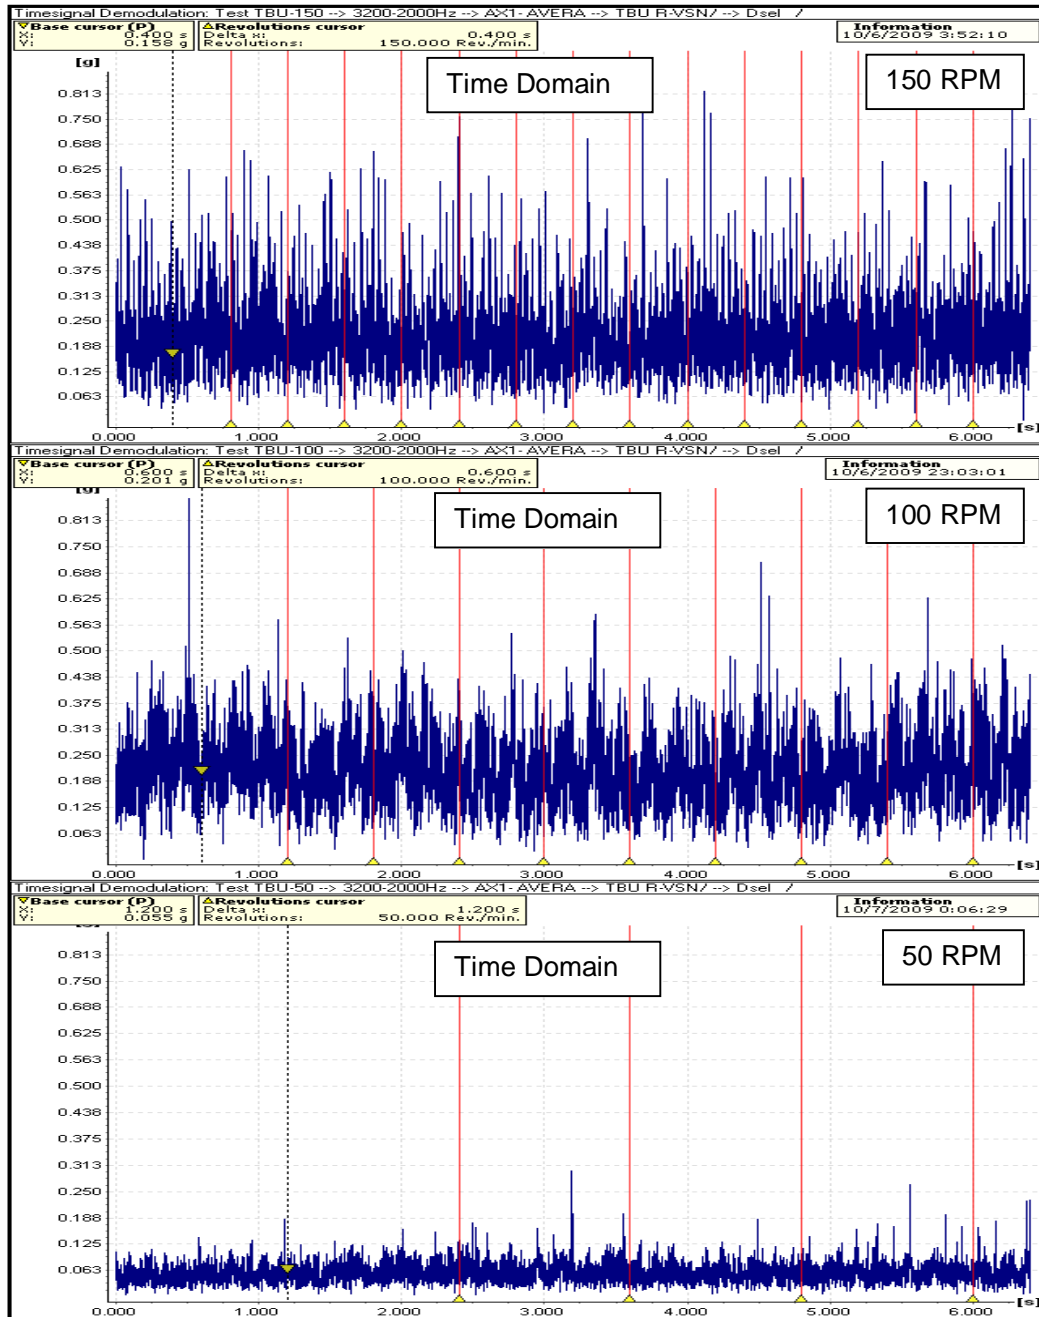 Timesignal Demodulation: Test TBU-150 --> 3200-2000Hz --> AX1- AVERA --> TBU R-VSN/ --> Dsel /
Base cursor (P)
X: 0.400 s
Y: 0.158 g
Revolutions cursor
Delta x: 0.400 s
Revolutions: 150.000 Rev./min.
Information
10/6/2009 3:52:10
[g]
Time Domain
150 RPM
0.813
0.750
0.688
0.625
0.563
0.500
0.438
0.375
0.313
0.250
0.188
0.125
0.063
0.000 1.000 2.000 3.000 4.000 5.000 6.000 [s]
Timesignal Demodulation: Test TBU-100 --> 3200-2000Hz --> AX1- AVERA --> TBU R-VSN/ --> Dsel /
Base cursor (P)
X: 0.600 s
Y: 0.201 g
Revolutions cursor
Delta x: 0.600 s
Revolutions: 100.000 Rev./min.
Information
10/6/2009 23:03:01
[g]
Time Domain
100 RPM
0.813
0.750
0.688
0.625
0.563
0.500
0.438
0.375
0.313
0.250
0.188
0.125
0.063
0.000 1.000 2.000 3.000 4.000 5.000 6.000 [s]
Timesignal Demodulation: Test TBU-50 --> 3200-2000Hz --> AX1- AVERA --> TBU R-VSN/ --> Dsel /
Base cursor (P)
X: 1.200 s
Y: 0.055 g
Revolutions cursor
Delta x: 1.200 s
Revolutions: 50.000 Rev./min.
Information
10/7/2009 0:06:29
Time Domain
50 RPM
0.813
0.750
0.688
0.625
0.563
0.500
0.438
0.375
0.313
0.250
0.188
0.125
0.063
0.000 1.000 2.000 3.000 4.000 5.000 6.000 [s]